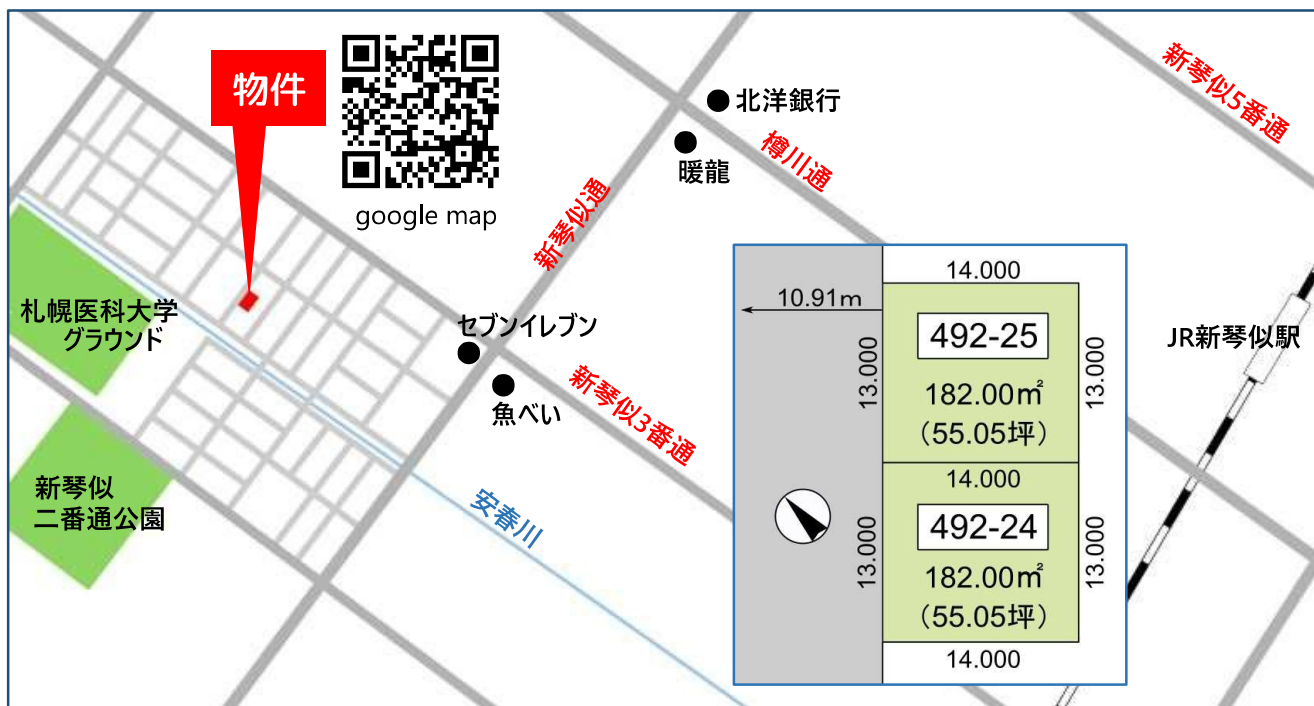 物件
google map
北洋銀行
暖龍
新琴似5番通
樽川通
新琴似通
札幌医科大学
グラウンド
セブンイレブン
魚べい
新琴似3番通
新琴似
二番通公園
安春川
JR新琴似駅
14.000
10.91m
492-25
13.000
13.000
182.00㎡
(55.05坪)
14.000
492-24
13.000
13.000
182.00㎡
(55.05坪)
14.000